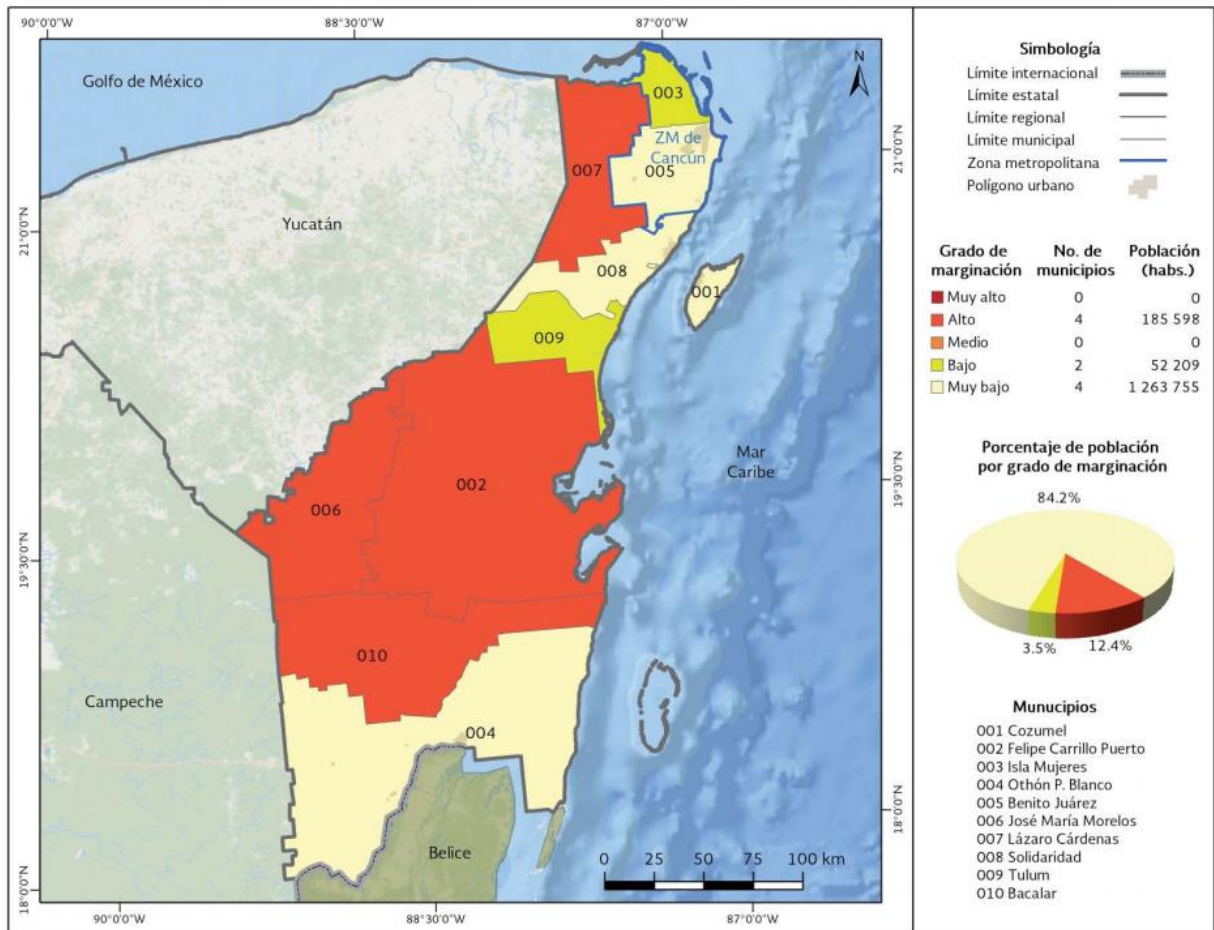 90°0'0"W
88°30'0"W
87°0'0"W
Golfo de México
N
003
ZM de
Cancún
005
007
21°0'0"N
21°0'0"N
Yucatán
008
001
009
Mar
Caribe
002
006
19°30'0"N
19°30'0"N
010
Campeche
004
18°0'0"N
18°0'0"N
Belice
0 25 50 75 100 km
90°0'0"W
88°30'0"W
87°0'0"W
Simbología
Límite internacional
Límite estatal
Límite regional
Límite municipal
Zona metropolitana
Polígono urbano
Grado de marginación No. de municipios Población (habs.)
Muy alto 0 0
Alto 4 185 598
Medio 0 0
Bajo 2 52 209
Muy bajo 4 1 263 755
Porcentaje de población
por grado de marginación
84.2%
3.5%
12.4%
Munucipios
001 Cozumel
002 Felipe Carrillo Puerto
003 Isla Mujeres
004 Othón P. Blanco
005 Benito Juárez
006 José María Morelos
007 Lázaro Cárdenas
008 Solidaridad
009 Tulum
010 Bacalar